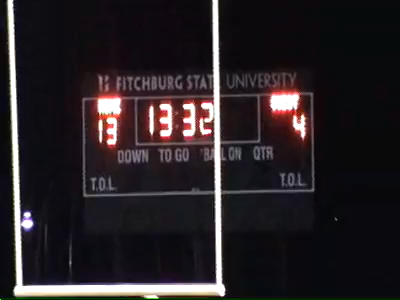 FITCHBURG STATE UNIVERSITY
13 13:32 4
DOWN TO GO BALL ON QTR
T.O.L. T.O.L.